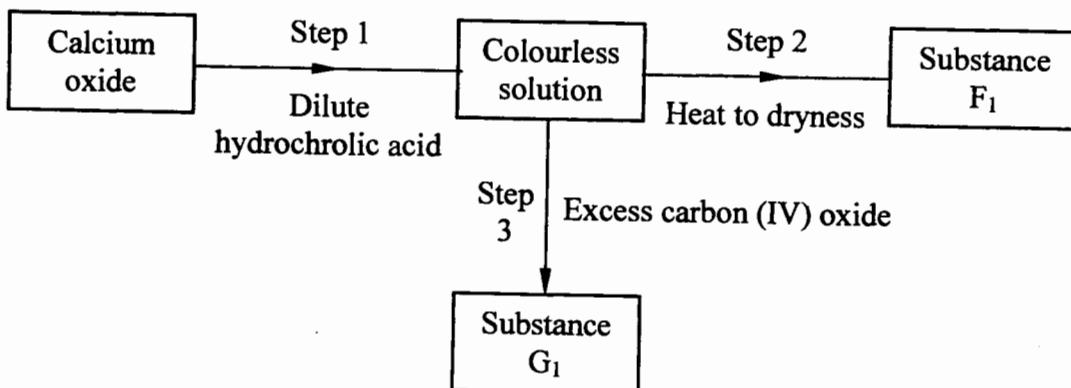 Calcium
oxide
Step 1
Dilute
hydrochrolic acid
Colourless
solution
Step 2
Heat to dryness
Substance
F₁
Step
3
Excess carbon (IV) oxide
Substance
G₁